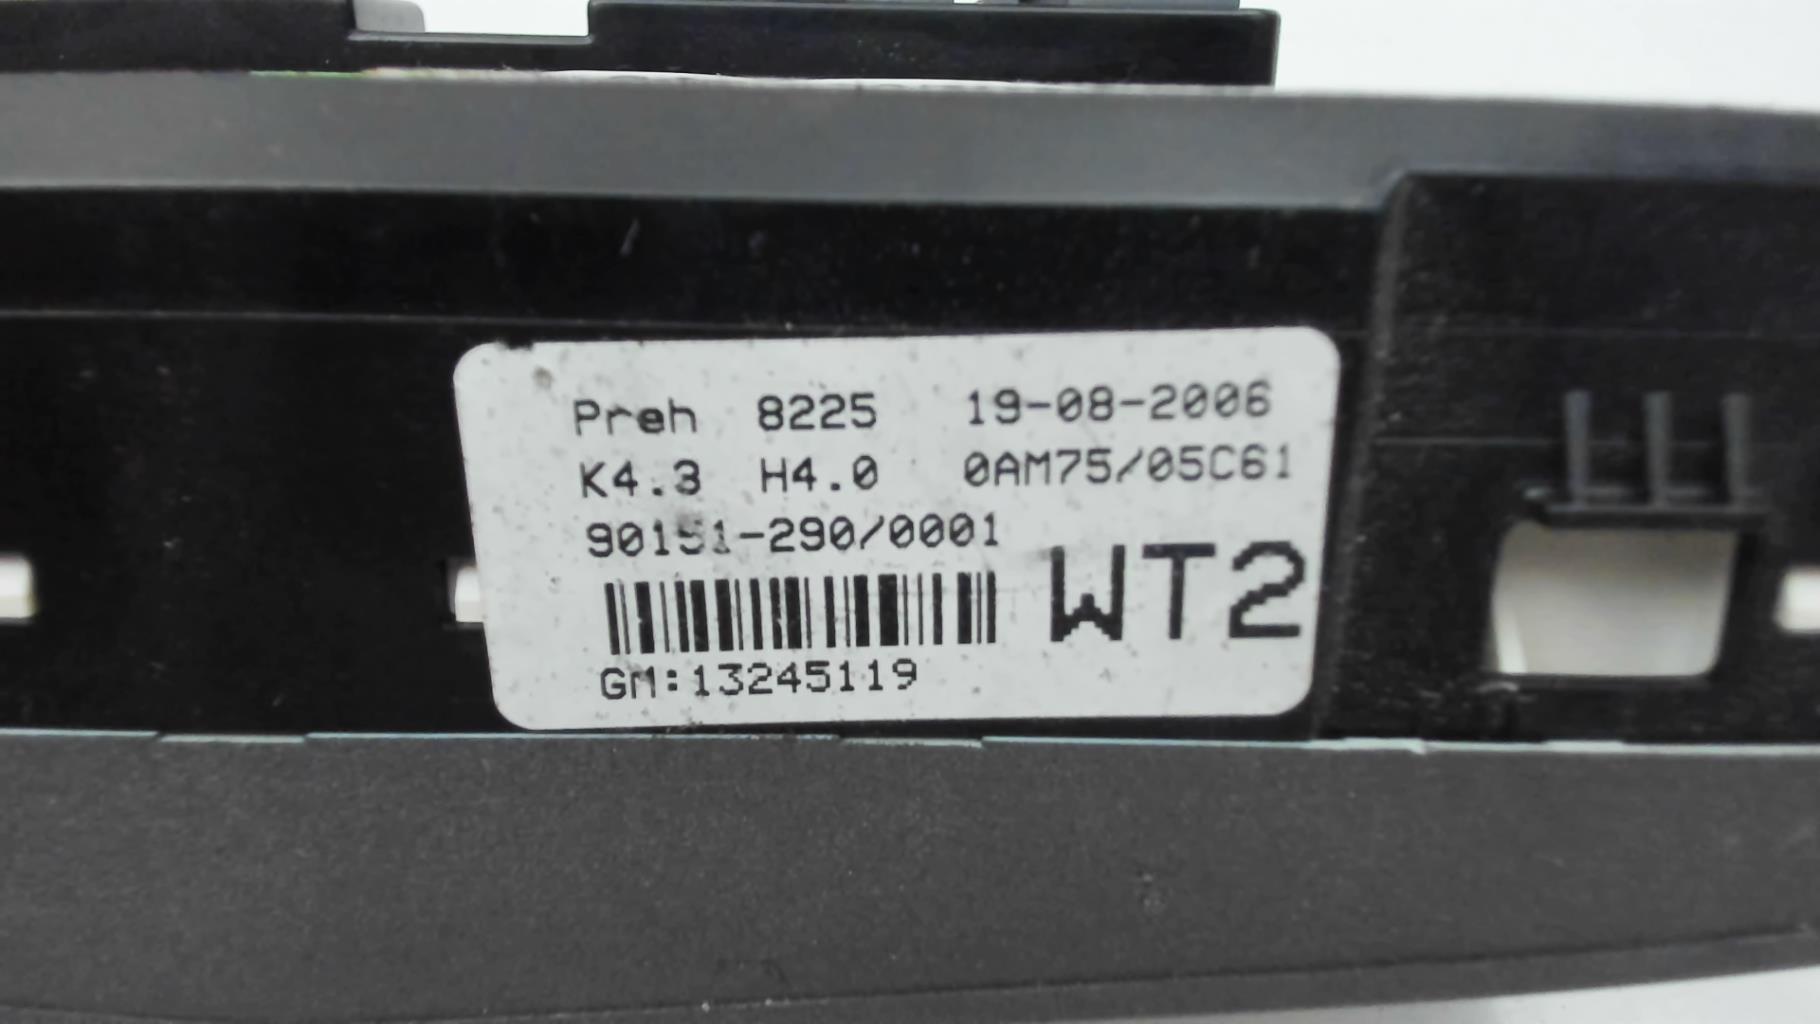 Preh 8225 19-08-2006
K4.3 H4.0 0AM75/05C61
90151-290/0001
WT2
GM:13245119